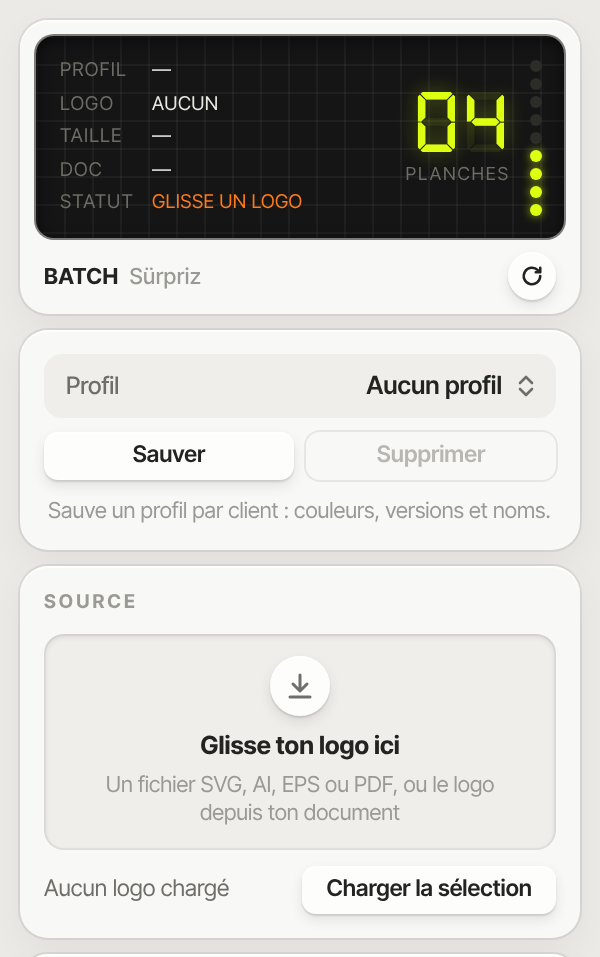 PROFIL —
LOGO AUCUN
TAILLE —
DOC —
STATUT GLISSE UN LOGO
04
PLANCHES
BATCH Sürpriz
Profil Aucun profil
Sauver Supprimer
Sauve un profil par client : couleurs, versions et noms.
SOURCE
Glisse ton logo ici
Un fichier SVG, AI, EPS ou PDF, ou le logo
depuis ton document
Aucun logo chargé Charger la sélection